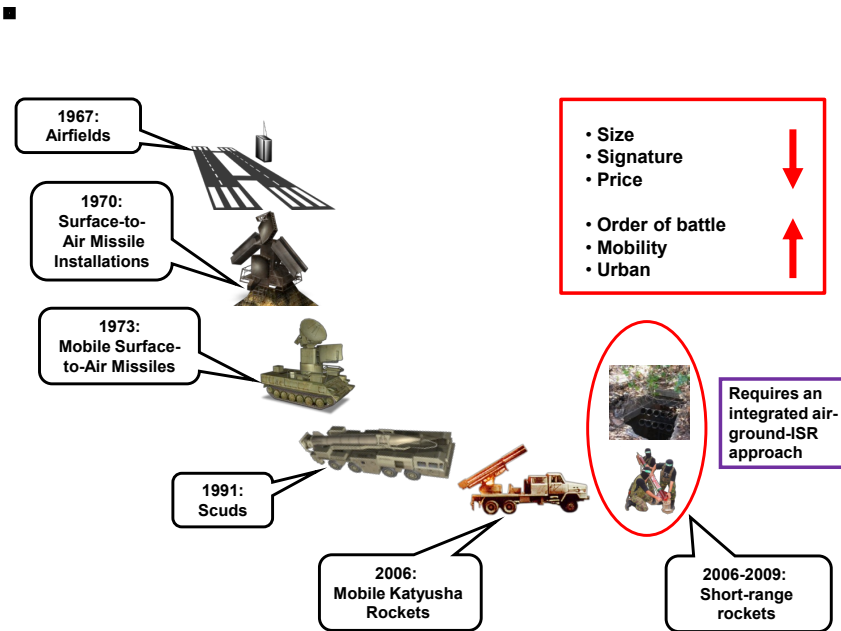 1967:
Airfields
• Size
• Signature
• Price
• Order of battle
• Mobility
• Urban
1970:
Surface-to-
Air Missile
Installations
1973:
Mobile Surface-
to-Air Missiles
Requires an
integrated air-
ground-ISR
approach
1991:
Scuds
2006:
Mobile Katyusha
Rockets
2006-2009:
Short-range
rockets